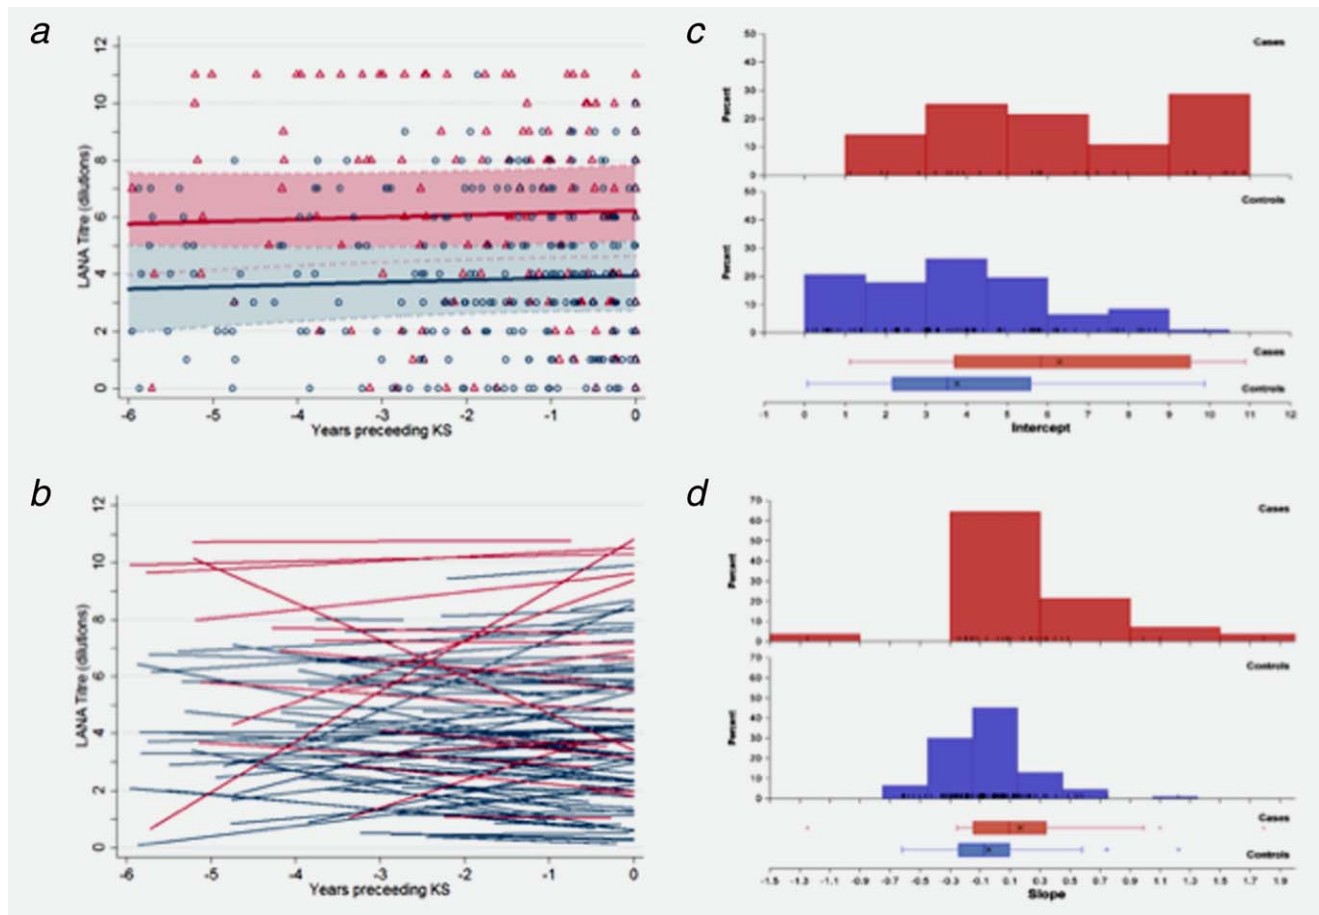 a
12
10
8
6
4
2
0
LANA Titre (dilutions)
-6 -5 -4 -3 -2 -1 0
Years preceeding KS
c
50
40
30
20
10
0
Percent
Cases
50
40
30
20
10
0
Percent
Controls
Cases
Controls
-1 0 1 2 3 4 5 6 7 8 9 10 11 12
Intercept
b
12
10
8
6
4
2
0
LANA Titre (dilutions)
-6 -5 -4 -3 -2 -1 0
Years preceeding KS
d
70
60
50
40
30
20
10
0
Percent
Cases
70
60
50
40
30
20
10
0
Percent
Controls
Cases
Controls
-1.5 -1.3 -1.1 -0.9 -0.7 -0.5 -0.3 -0.1 0.1 0.3 0.5 0.7 0.9 1.1 1.3 1.5 1.7 1.9
Slope